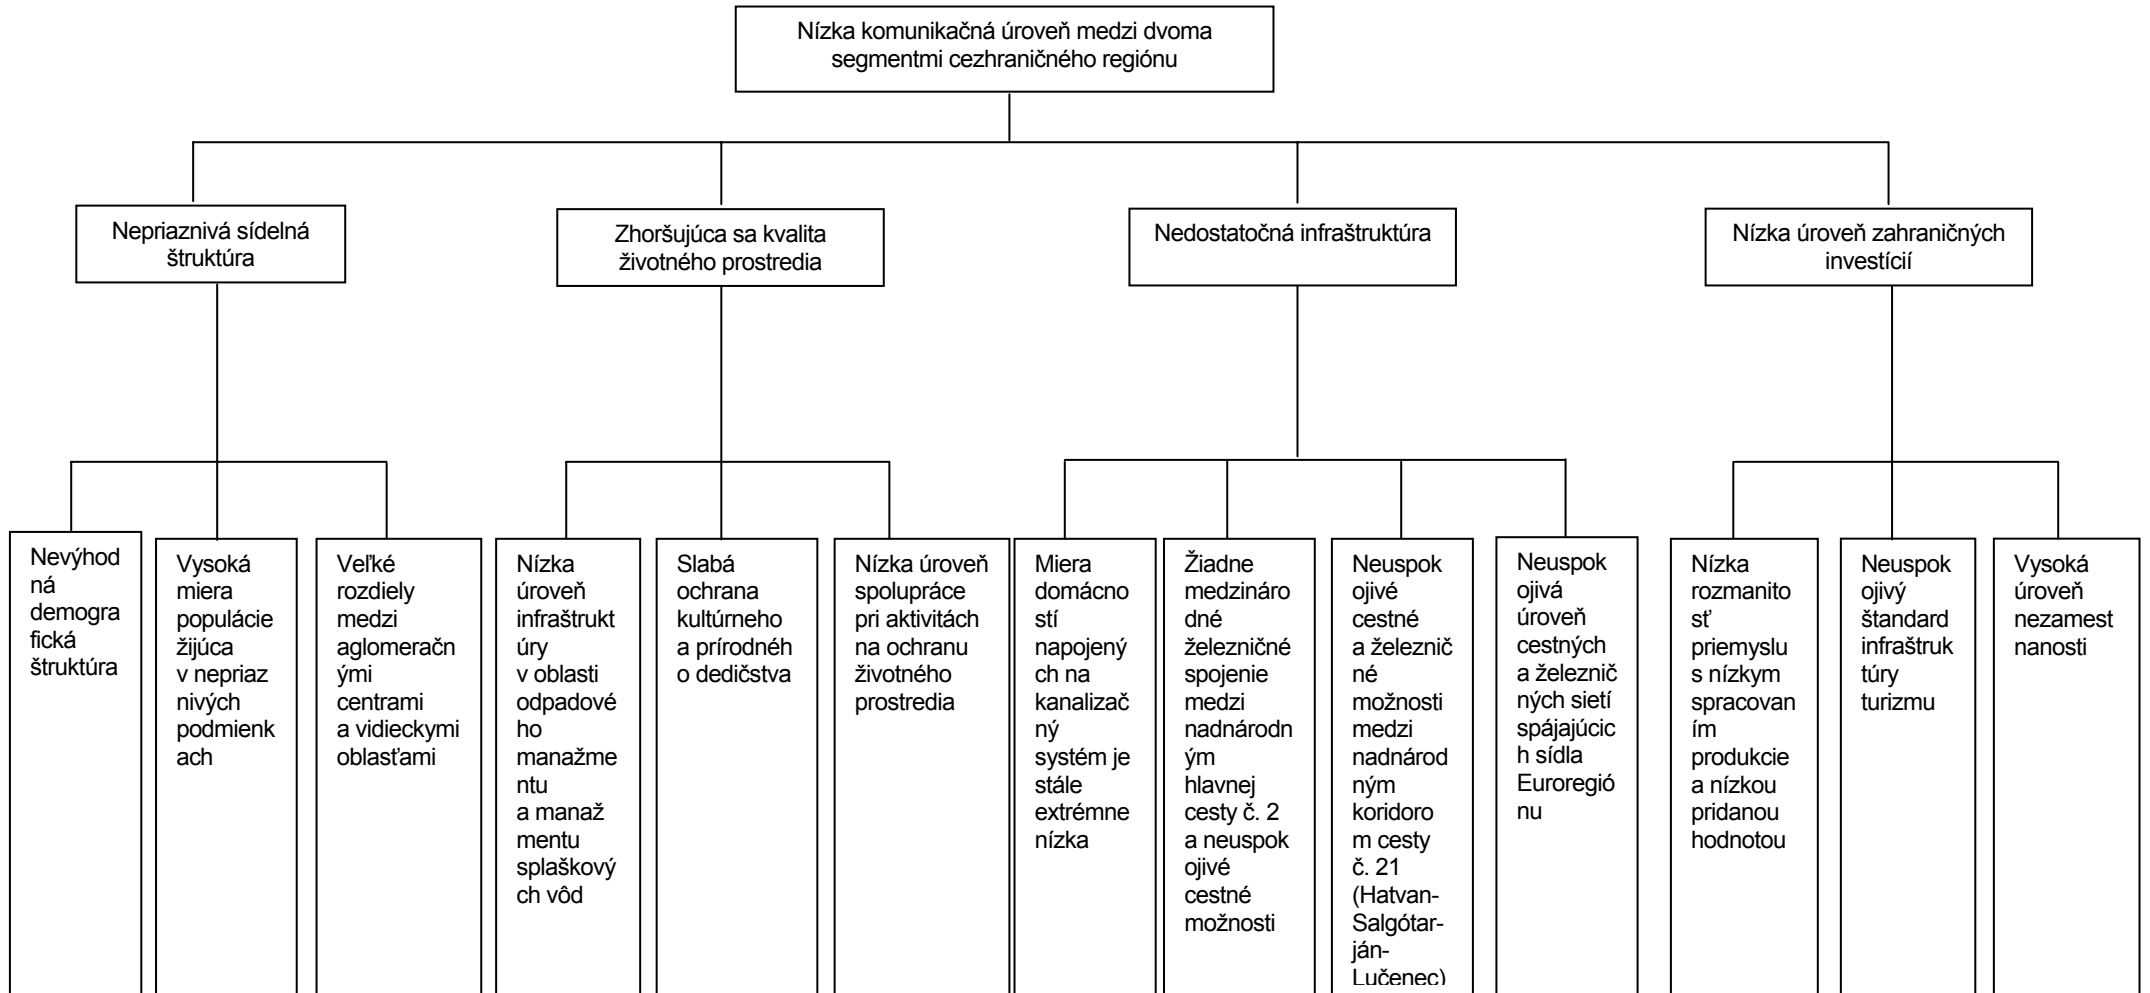 Nízka komunikačná úroveň medzi dvoma
segmentmi cezhraničného regiónu
Nepriaznivá sídelná
štruktúra
Zhoršujúca sa kvalita
životného prostredia
Nedostatočná infraštruktúra
Nízka úroveň zahraničných
investícií
Nevýhod
ná
demogra
fická
štruktúra
Vysoká
miera
populácie
žijúca
v nepriaz
nivých
podmienk
ach
Veľké
rozdiely
medzi
aglomeračn
ými
centrami
a vidieckymi
oblasťami
Nízka
úroveň
infraštrukt
úry
v oblasti
odpadové
ho
manažme
ntu
a manaž
mentu
splaškový
ch vôd
Slabá
ochrana
kultúrneho
a prírodnéh
o dedičstva
Nízka úroveň
spolupráce
pri aktivitách
na ochranu
životného
prostredia
Miera
domácno
stí
napojený
ch na
kanalizač
ný
systém je
stále
extrémne
nízka
Žiadne
medzináro
dné
železničné
spojenie
medzi
nadnárodn
ým
hlavnej
cesty č. 2
a neuspok
ojivé
cestné
možnosti
Neuspok
ojivé
cestné
a železnič
né
možnosti
medzi
nadnárod
ným
koridoro
m cesty
č. 21
(Hatvan-
Salgótar-
ján-
Lučenec)
Neuspok
ojivá
úroveň
cestných
a železnič
ných sietí
spájajúcic
h sídla
Euroregió
nu
Nízka
rozmanito
sť
priemyslu
s nízkym
spracovan
ím
produkcie
a nízkou
pridanou
hodnotou
Neuspok
ojivý
štandard
infraštruk
túry
turizmu
Vysoká
úroveň
nezamest
nanosti